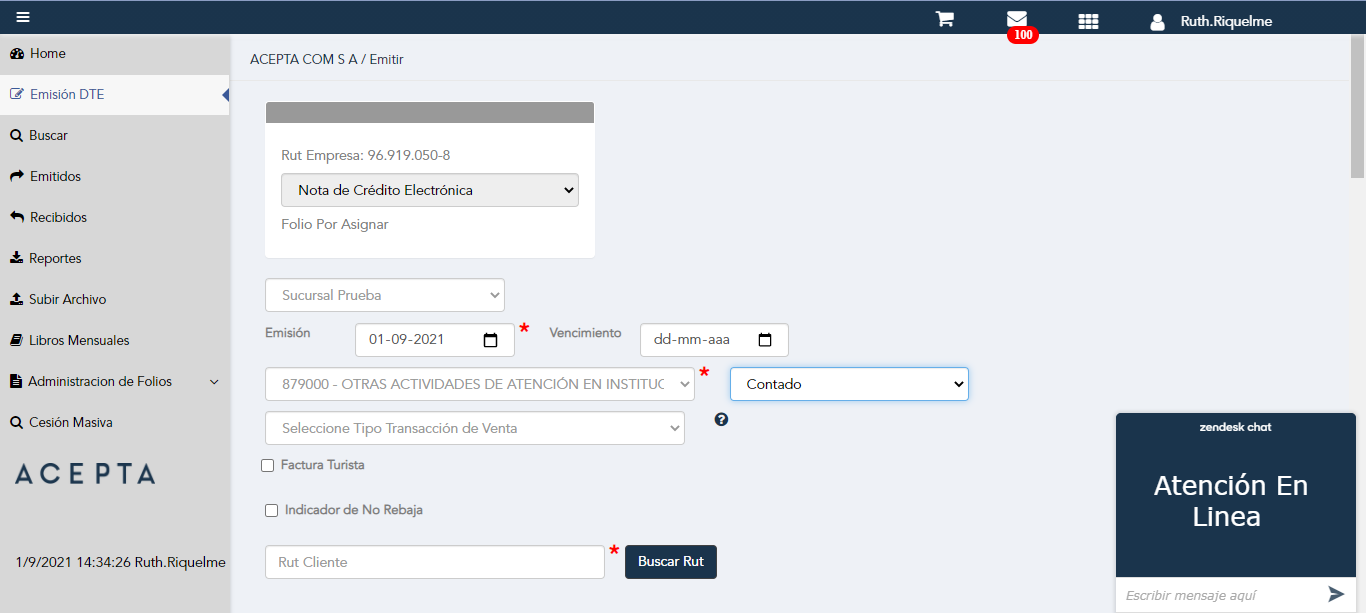 100
Ruth.Riquelme
Home
Emisión DTE
Buscar
Emitidos
Recibidos
Reportes
Subir Archivo
Libros Mensuales
Administracion de Folios
Cesión Masiva
ACEPTA
1/9/2021 14:34:26 Ruth.Riquelme
ACEPTA COM S A / Emitir
Rut Empresa: 96.919.050-8
Nota de Crédito Electrónica
Folio Por Asignar
Sucursal Prueba
Emisión 01-09-2021 * Vencimiento dd-mm-aaa
879000 - OTRAS ACTIVIDADES DE ATENCIÓN EN INSTITUC * Contado
Seleccione Tipo Transacción de Venta ?
Factura Turista
Indicador de No Rebaja
Rut Cliente * Buscar Rut
zendesk chat
Atención En
Linea
Escribir mensaje aquí